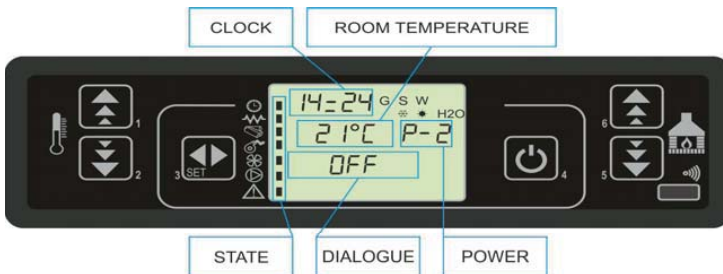 CLOCK ROOM TEMPERATURE
14=24 G S W
H2O
21°C P-2
OFF
1
2
3 SET
4
6
5
STATE DIALOGUE POWER